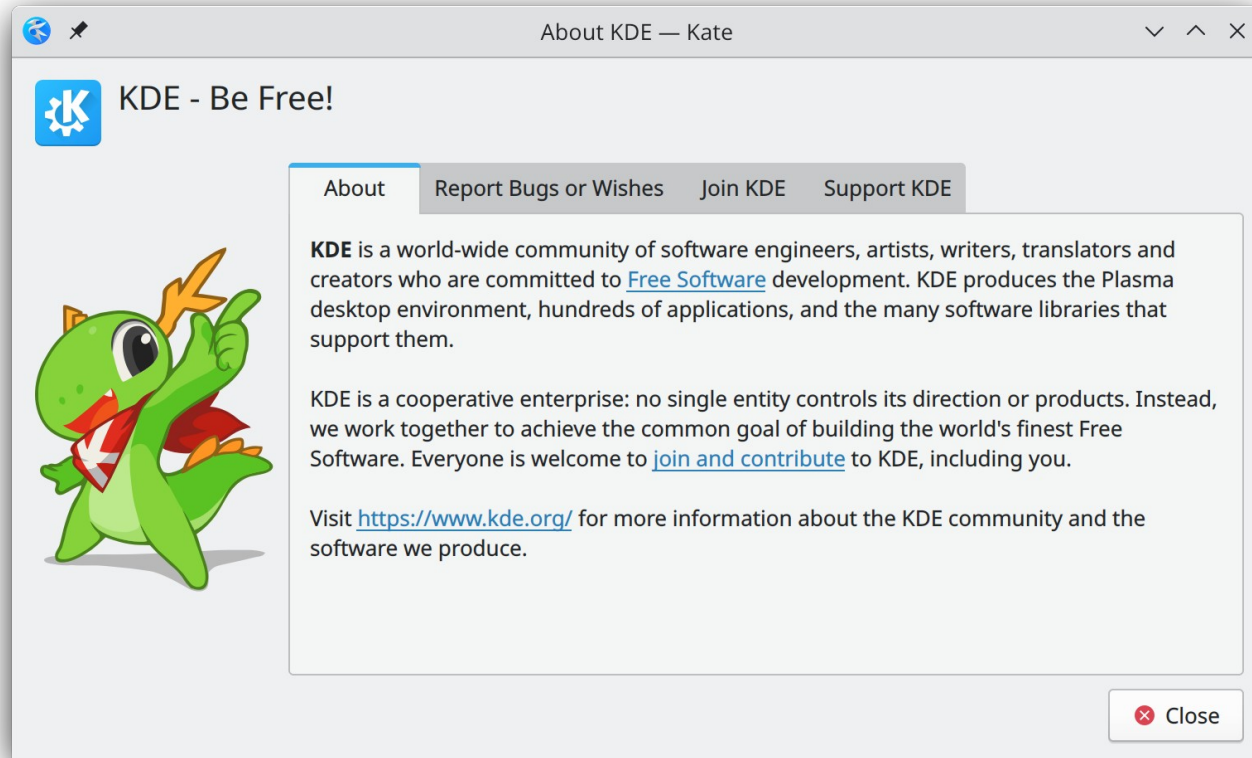 About KDE — Kate
KDE - Be Free!
About
Report Bugs or Wishes
Join KDE
Support KDE
KDE is a world-wide community of software engineers, artists, writers, translators and
creators who are committed to Free Software development. KDE produces the Plasma
desktop environment, hundreds of applications, and the many software libraries that
support them.
KDE is a cooperative enterprise: no single entity controls its direction or products. Instead,
we work together to achieve the common goal of building the world's finest Free
Software. Everyone is welcome to join and contribute to KDE, including you.
Visit https://www.kde.org/ for more information about the KDE community and the
software we produce.
Close